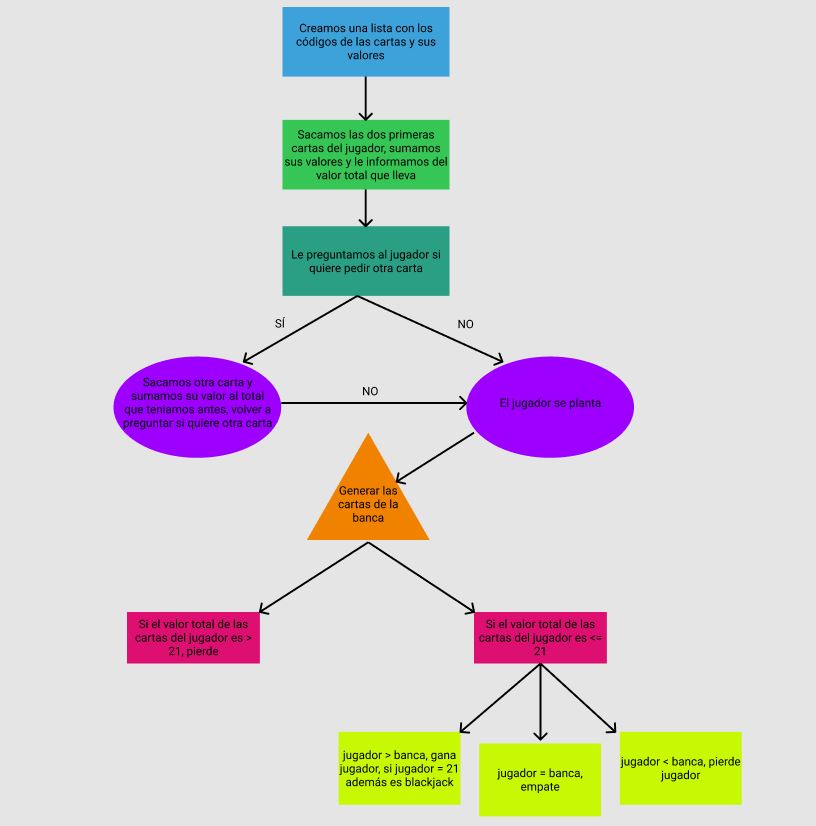 Creamos una lista con los
códigos de las cartas y sus
valores
Sacamos las dos primeras
cartas del jugador, sumamos
sus valores y le informamos del
valor total que lleva
Le preguntamos al jugador si
quiere pedir otra carta
SÍ
NO
Sacamos otra carta y
sumamos su valor al total
que teniamos antes, volver a
preguntar si quiere otra carta
NO
El jugador se planta
Generar las
cartas de la
banca
Si el valor total de las
cartas del jugador es >
21, pierde
Si el valor total de las
cartas del jugador es <=
21
jugador > banca, gana
jugador, si jugador = 21
además es blackjack
jugador = banca,
empate
jugador < banca, pierde
jugador